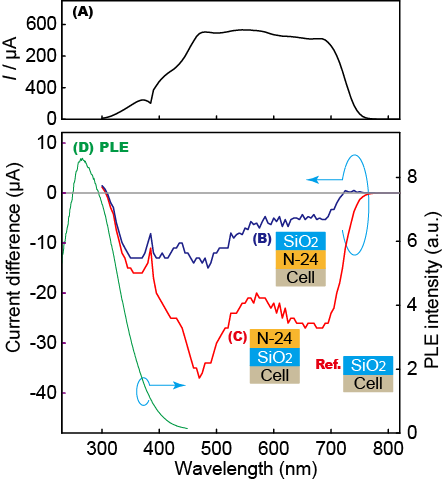 (A)
I / µA
600
200
400
0
(D) PLE
Current difference (µA)
10
0
-10
-20
-30
-40
(B)
SiO2
N-24
Cell
(C)
N-24
SiO2
Cell
Ref.
SiO2
Cell
8
6
4
2
0
PLE intensity (a.u.)
300 400 500 600 700 800
Wavelength (nm)